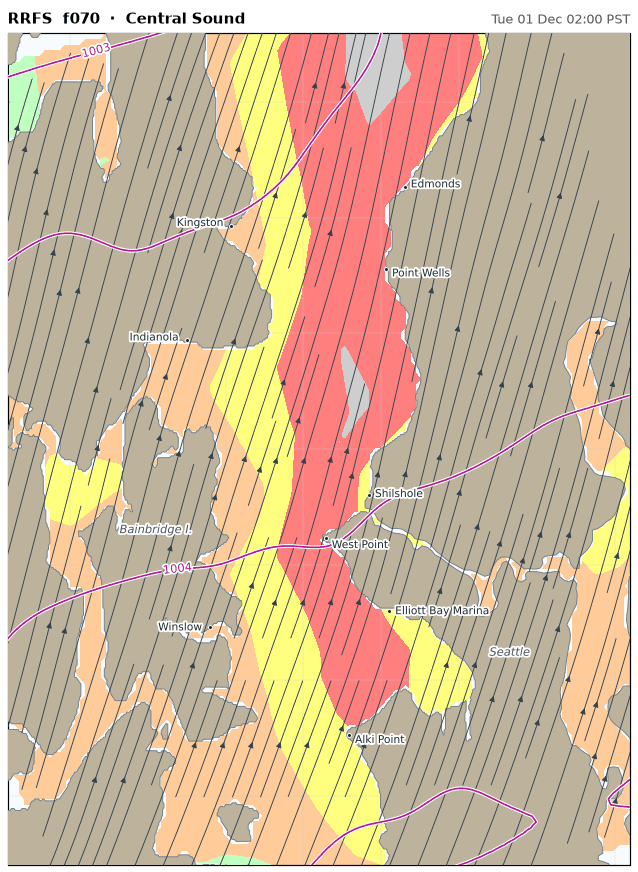 RRFS f070 · Central Sound
Tue 01 Dec 02:00 PST
1003
Edmonds
Kingston
Point Wells
Indianola
Shilshole
Bainbridge I.
West Point
1004
Elliott Bay Marina
Winslow
Seattle
Alki Point